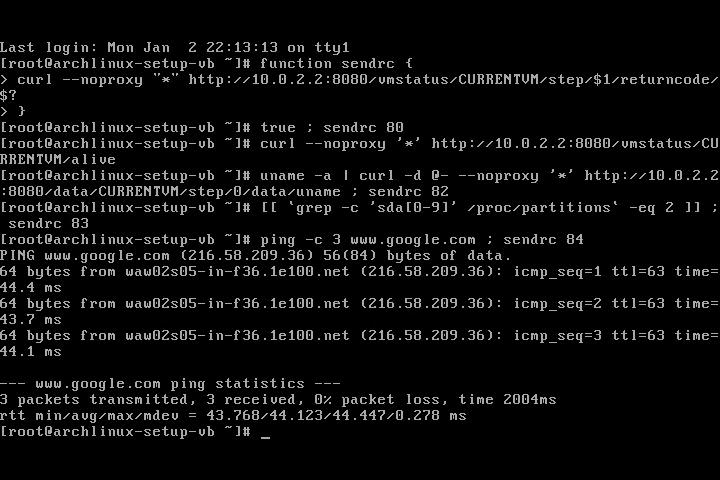 Last login: Mon Jan  2 22:13:13 on tty1
[root@archlinux-setup-vb ~]# function sendrc {
> curl --noproxy "*" http://10.0.2.2:8080/vmstatus/CURRENTVM/step/$1/returncode/
$?
> }
[root@archlinux-setup-vb ~]# true ; sendrc 80
[root@archlinux-setup-vb ~]# curl --noproxy '*' http://10.0.2.2:8080/vmstatus/CU
RRENTVM/alive
[root@archlinux-setup-vb ~]# uname -a | curl -d @- --noproxy '*' http://10.0.2.2
:8080/data/CURRENTVM/step/0/data/uname ; sendrc 82
[root@archlinux-setup-vb ~]# [[ `grep -c 'sda[0-9]' /proc/partitions` -eq 2 ]] ;
 sendrc 83
[root@archlinux-setup-vb ~]# ping -c 3 www.google.com ; sendrc 84
PING www.google.com (216.58.209.36) 56(84) bytes of data.
64 bytes from waw02s05-in-f36.1e100.net (216.58.209.36): icmp_seq=1 ttl=63 time=
44.4 ms
64 bytes from waw02s05-in-f36.1e100.net (216.58.209.36): icmp_seq=2 ttl=63 time=
43.7 ms
64 bytes from waw02s05-in-f36.1e100.net (216.58.209.36): icmp_seq=3 ttl=63 time=
44.1 ms

--- www.google.com ping statistics ---
3 packets transmitted, 3 received, 0% packet loss, time 2004ms
rtt min/avg/max/mdev = 43.768/44.123/44.447/0.278 ms
[root@archlinux-setup-vb ~]# _